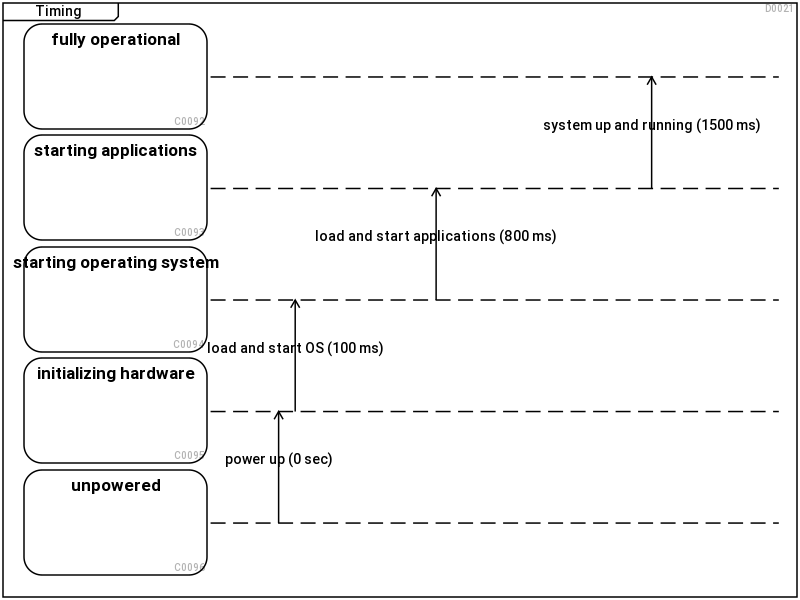 Timing
D0021
fully operational
C0092
system up and running (1500 ms)
starting applications
C0093
load and start applications (800 ms)
starting operating system
C0094
load and start OS (100 ms)
initializing hardware
C0095
power up (0 sec)
unpowered
C0096